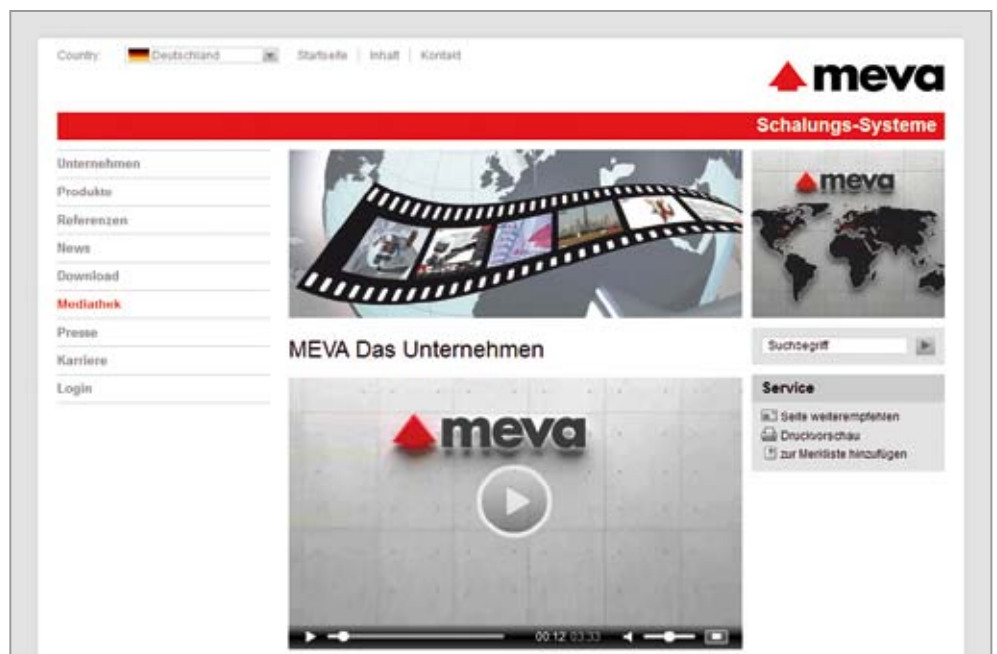 Country: Deutschland Startseite | Inhalt | Kontakt
meva
Schalungs-Systeme
Unternehmen
Produkte
Referenzen
News
Download
Mediathek
Presse
Karriere
Login
meva
MEVA Das Unternehmen
meva
00:12 03:33
Suchbegriff
Service
Seite weiterempfehlen
Druckvorschau
zur Merkliste hinzufügen